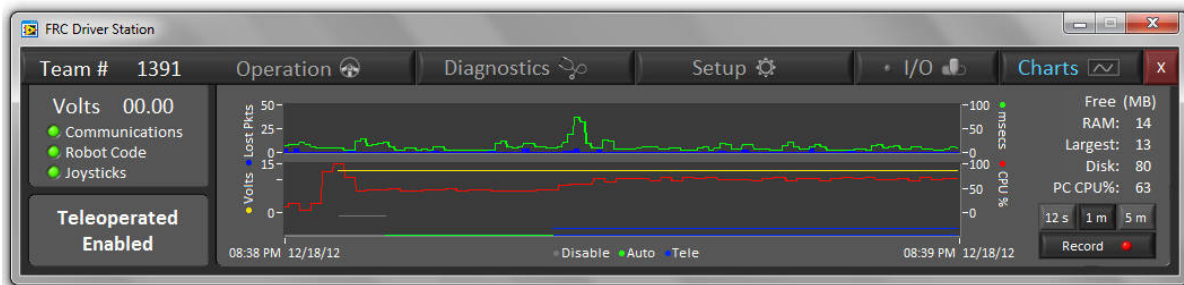 FRC Driver Station
Team # 1391 Operation Diagnostics Setup I/O Charts X
Volts 00.00
Communications
Robot Code
Joysticks
Teleoperated
Enabled
Lost Pkts
50
25
0
100
50
0
msecs
Volts
15
0
100
50
0
CPU %
08:38 PM 12/18/12
Disable Auto Tele
08:39 PM 12/18/12
Free (MB)
RAM: 14
Largest: 13
Disk: 80
PC CPU%: 63
12 s 1 m 5 m
Record